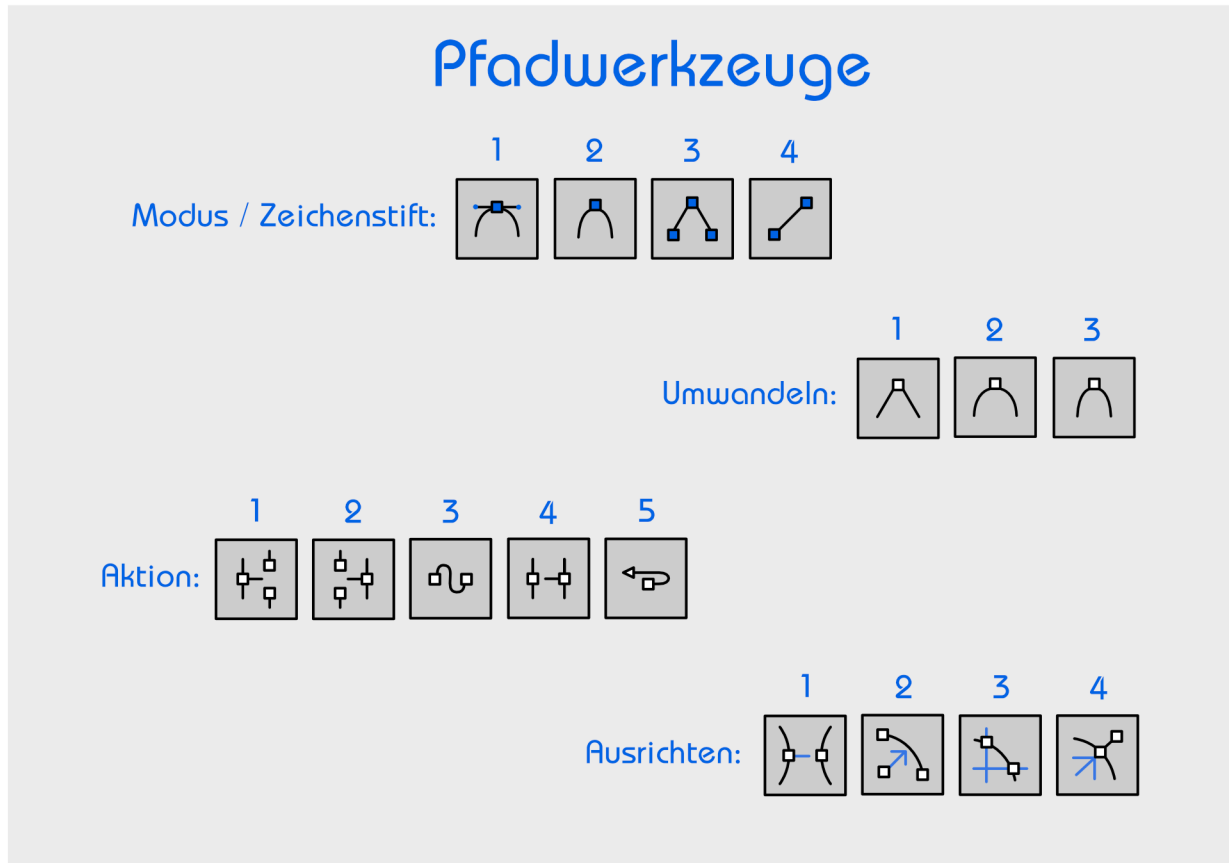 Pfadwerkzeuge
1 2 3 4
Modus / Zeichenstift:
1 2 3
Umwandeln:
1 2 3 4 5
Aktion:
1 2 3 4
Ausrichten: